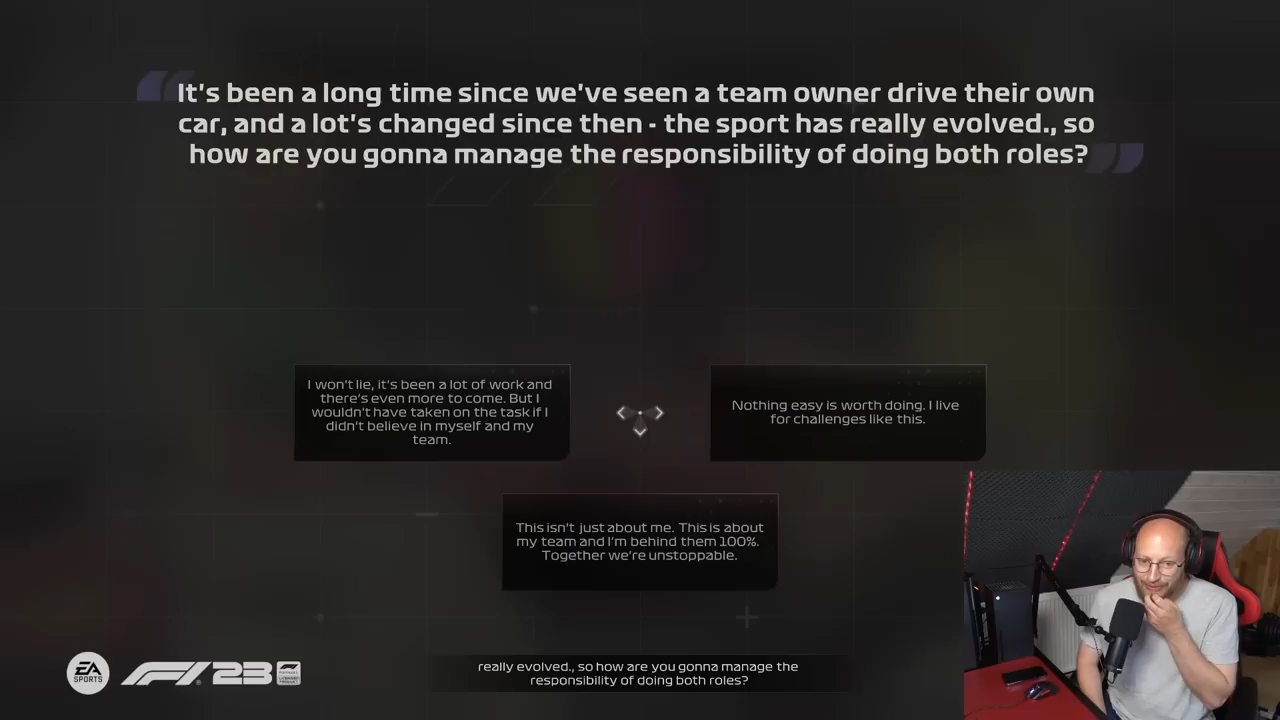 It's been a long time since we've seen a team owner drive their own
car, and a lot's changed since then - the sport has really evolved., so
how are you gonna manage the responsibility of doing both roles?
I won't lie, it's been a lot of work and
there's even more to come. But I
wouldn't have taken on the task if I
didn't believe in myself and my
team.
Nothing easy is worth doing. I live
for challenges like this.
This isn't just about me. This is about
my team and I'm behind them 100%.
Together we're unstoppable.
really evolved., so how are you gonna manage the
responsibility of doing both roles?
EA
SPORTS
F1 23